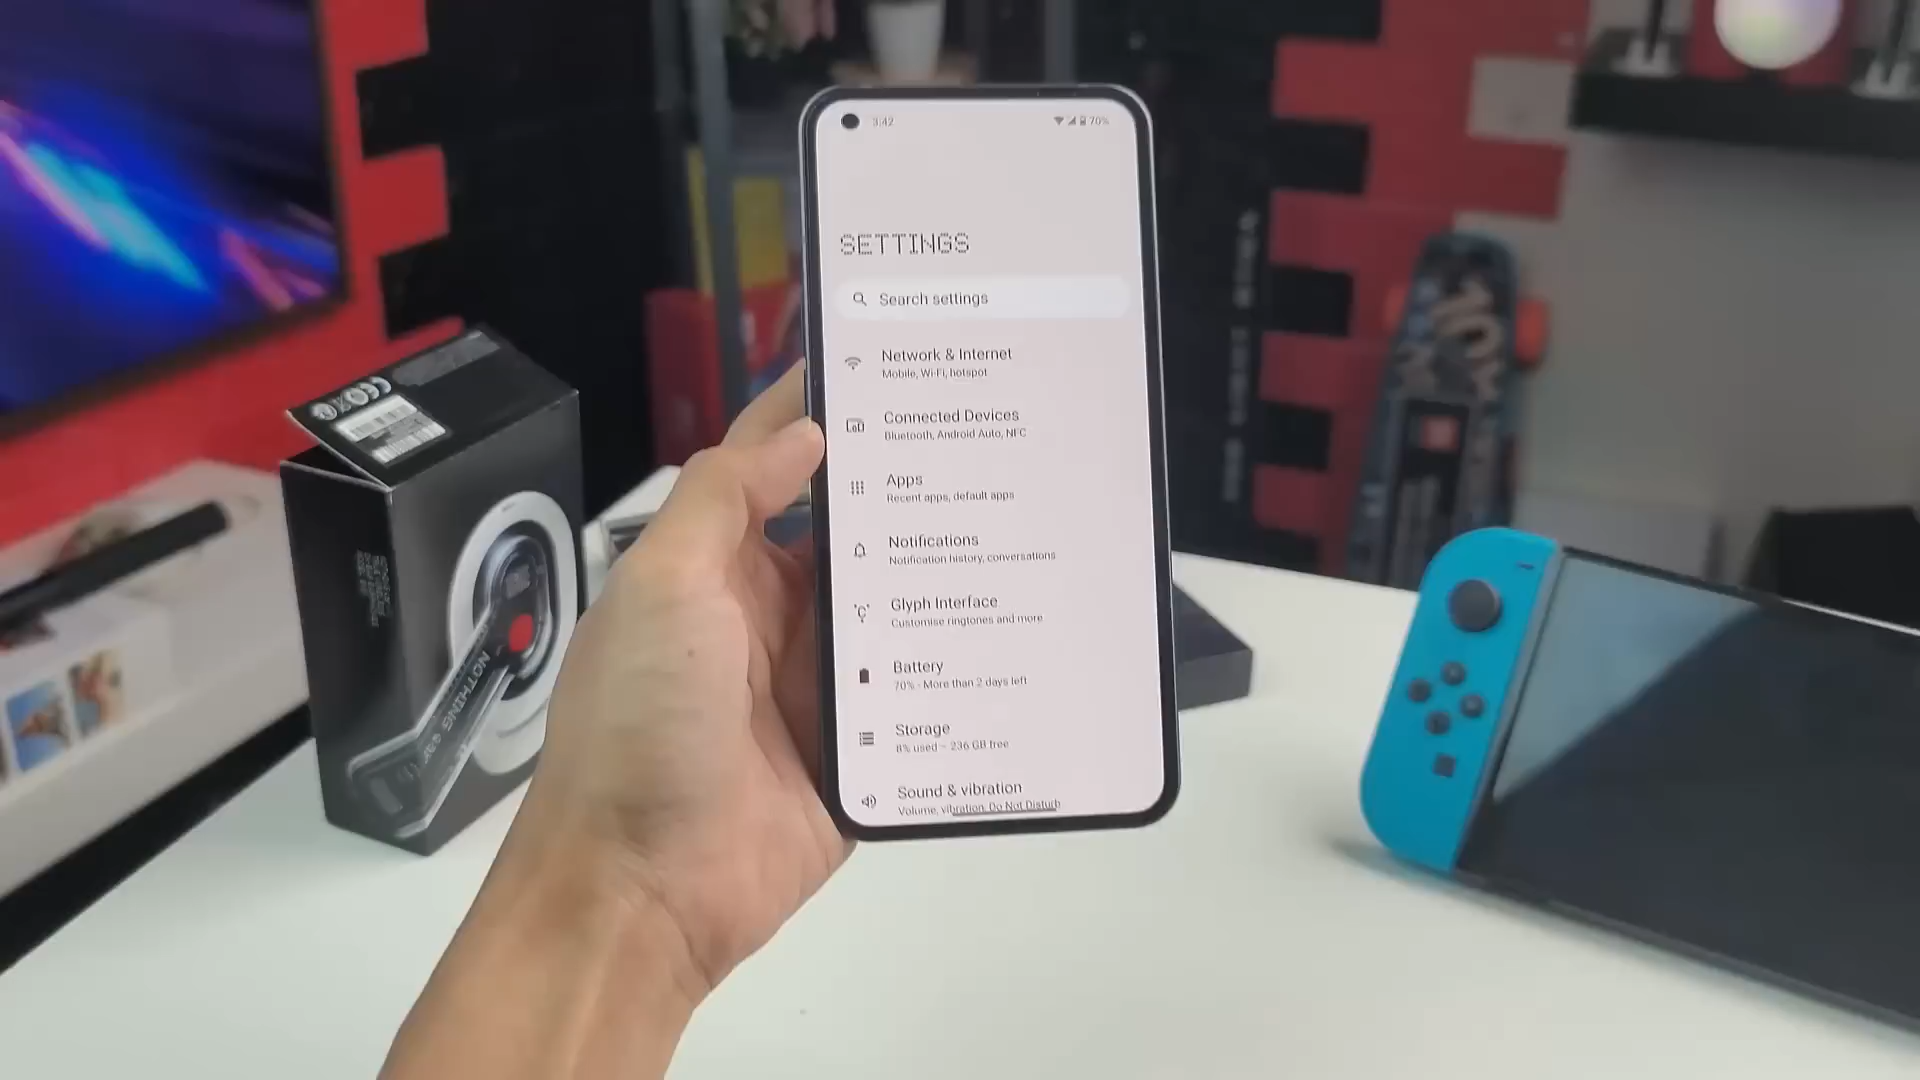 3:42
70%
SETTINGS
Search settings
Network & Internet
Mobile, Wi-Fi, hotspot
Connected Devices
Bluetooth, Android Auto, NFC
Apps
Recent apps, default apps
Notifications
Notification history, conversations
Glyph Interface
Customise ringtones and more
Battery
70% - More than 2 days left
Storage
8% used - 236 GB free
Sound & vibration
Volume, vibration, Do Not Disturb
NOTHING